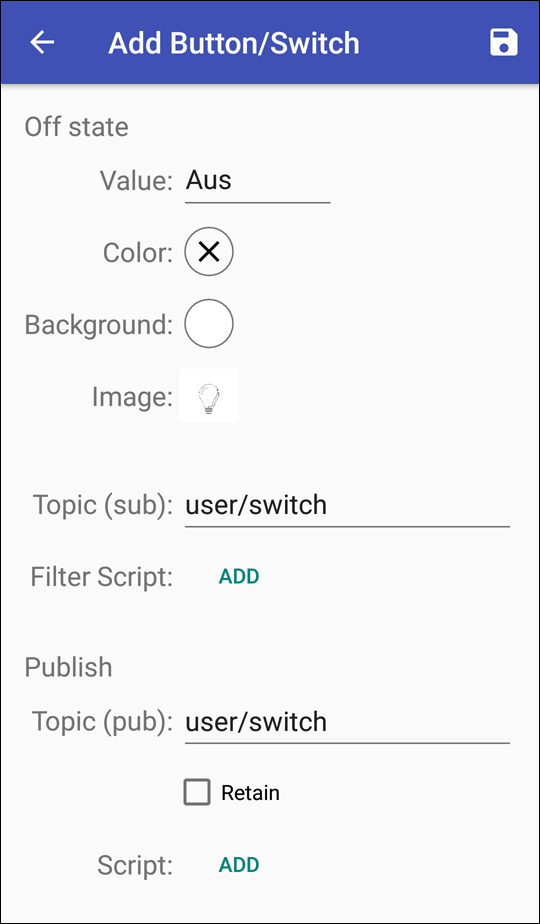 Add Button/Switch
Off state
Value: Aus
Color:
Background:
Image:
Topic (sub): user/switch
Filter Script: ADD
Publish
Topic (pub): user/switch
Retain
Script: ADD